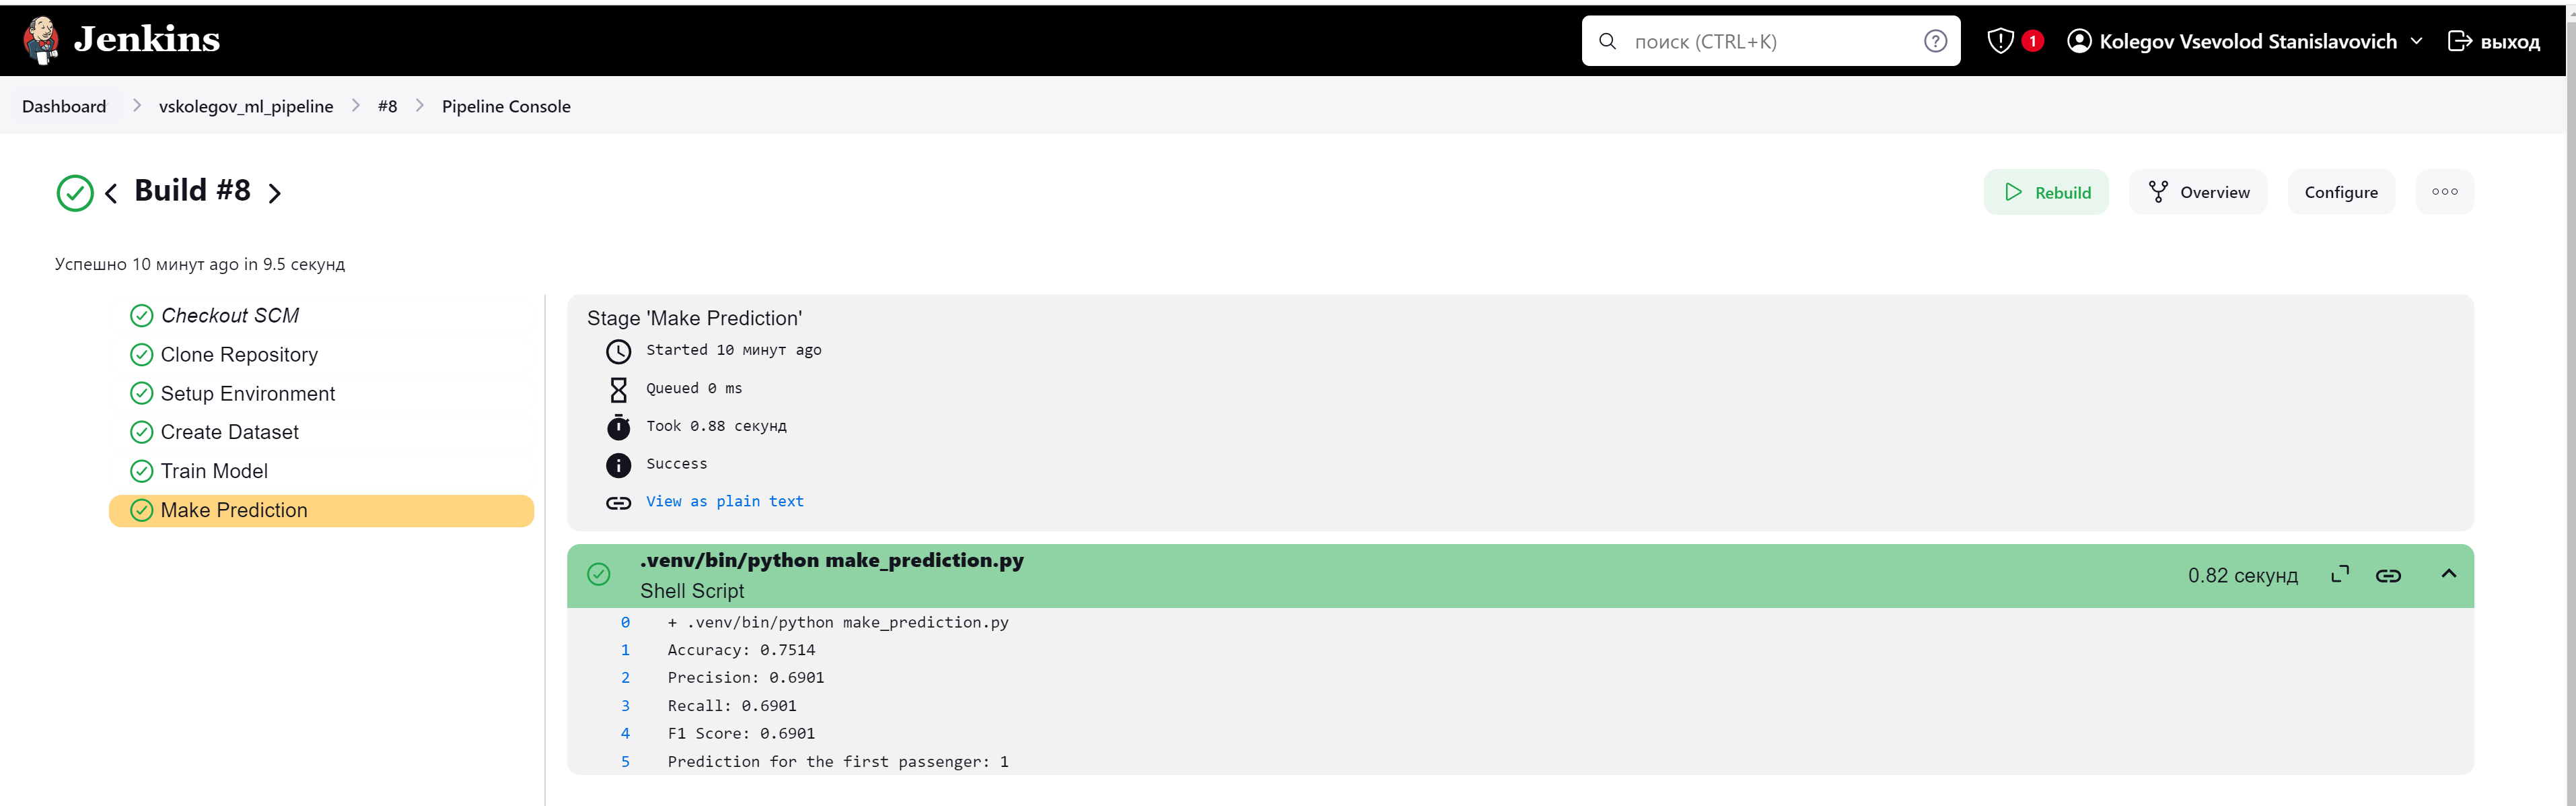 Jenkins
поиск (CTRL+K)
1
Kolegov Vsevolod Stanislavovich
выход
Dashboard
vskolegov_ml_pipeline
#8
Pipeline Console
Build #8
Rebuild
Overview
Configure
Успешно 10 минут ago in 9.5 секунд
Checkout SCM
Clone Repository
Setup Environment
Create Dataset
Train Model
Make Prediction
Stage 'Make Prediction'
Started 10 минут ago
Queued 0 ms
Took 0.88 секунд
Success
View as plain text
.venv/bin/python make_prediction.py
Shell Script
0.82 секунд
0 + .venv/bin/python make_prediction.py
1 Accuracy: 0.7514
2 Precision: 0.6901
3 Recall: 0.6901
4 F1 Score: 0.6901
5 Prediction for the first passenger: 1